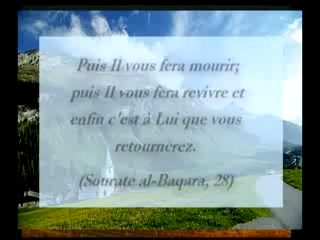 Puis Il vous fera mourir;
puis Il vous fera revivre et
enfin c'est à Lui que vous
retournerez.
(Sourate al-Baqara, 28)